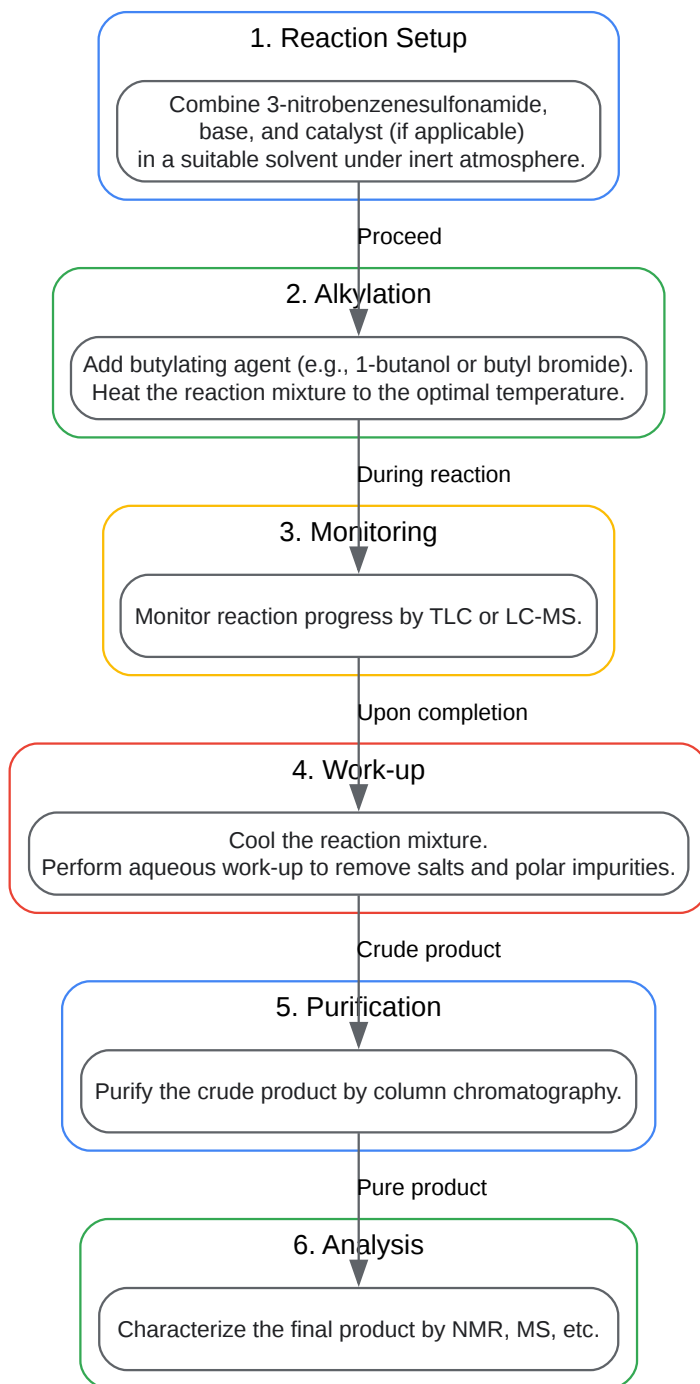 1. Reaction Setup
Combine 3-nitrobenzenesulfonamide,
base, and catalyst (if applicable)
in a suitable solvent under inert atmosphere.
Proceed
2. Alkylation
Add butylating agent (e.g., 1-butanol or butyl bromide).
Heat the reaction mixture to the optimal temperature.
During reaction
3. Monitoring
Monitor reaction progress by TLC or LC-MS.
Upon completion
4. Work-up
Cool the reaction mixture.
Perform aqueous work-up to remove salts and polar impurities.
Crude product
5. Purification
Purify the crude product by column chromatography.
Pure product
6. Analysis
Characterize the final product by NMR, MS, etc.